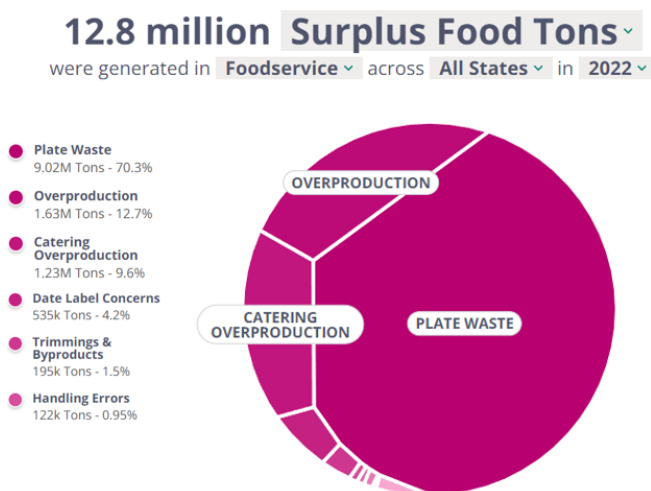 12.8 million Surplus Food Tons
were generated in Foodservice across All States in 2022
Plate Waste
9.02M Tons - 70.3%
Overproduction
1.63M Tons - 12.7%
Catering
Overproduction
1.23M Tons - 9.6%
Date Label Concerns
535k Tons - 4.2%
Trimmings &
Byproducts
195k Tons - 1.5%
Handling Errors
122k Tons - 0.95%
OVERPRODUCTION
CATERING
OVERPRODUCTION
PLATE WASTE